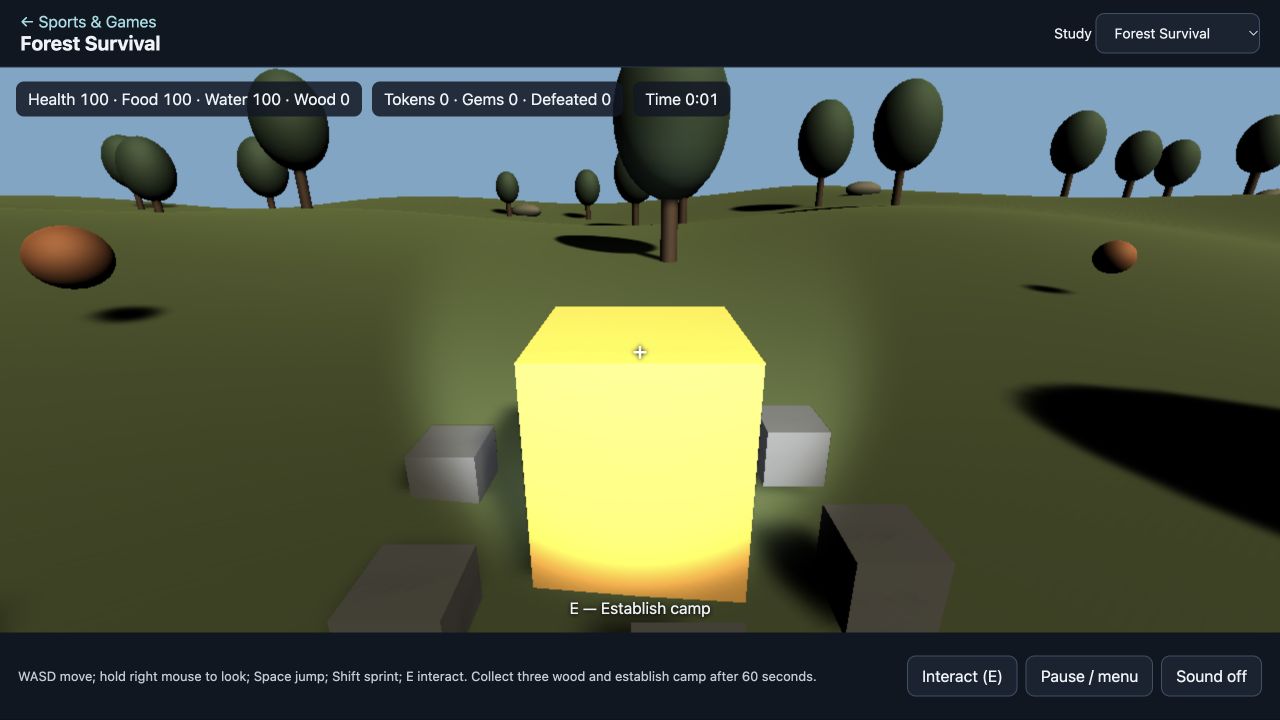 ← Sports & Games
Forest Survival
Study Forest Survival
Health 100 · Food 100 · Water 100 · Wood 0
Tokens 0 · Gems 0 · Defeated 0
Time 0:01
E — Establish camp
WASD move; hold right mouse to look; Space jump; Shift sprint; E interact. Collect three wood and establish camp after 60 seconds.
Interact (E)
Pause / menu
Sound off